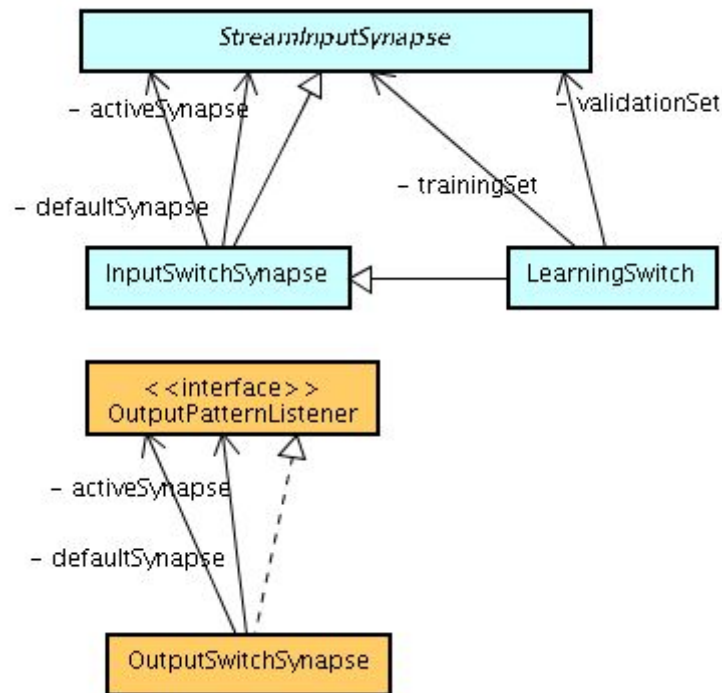 StreamInputSynapse
– activeSynapse
– validationSet
– trainingSet
– defaultSynapse
InputSwitchSynapse
LearningSwitch
<<interface>>
OutputPatternListener
– activeSynapse
– defaultSynapse
OutputSwitchSynapse